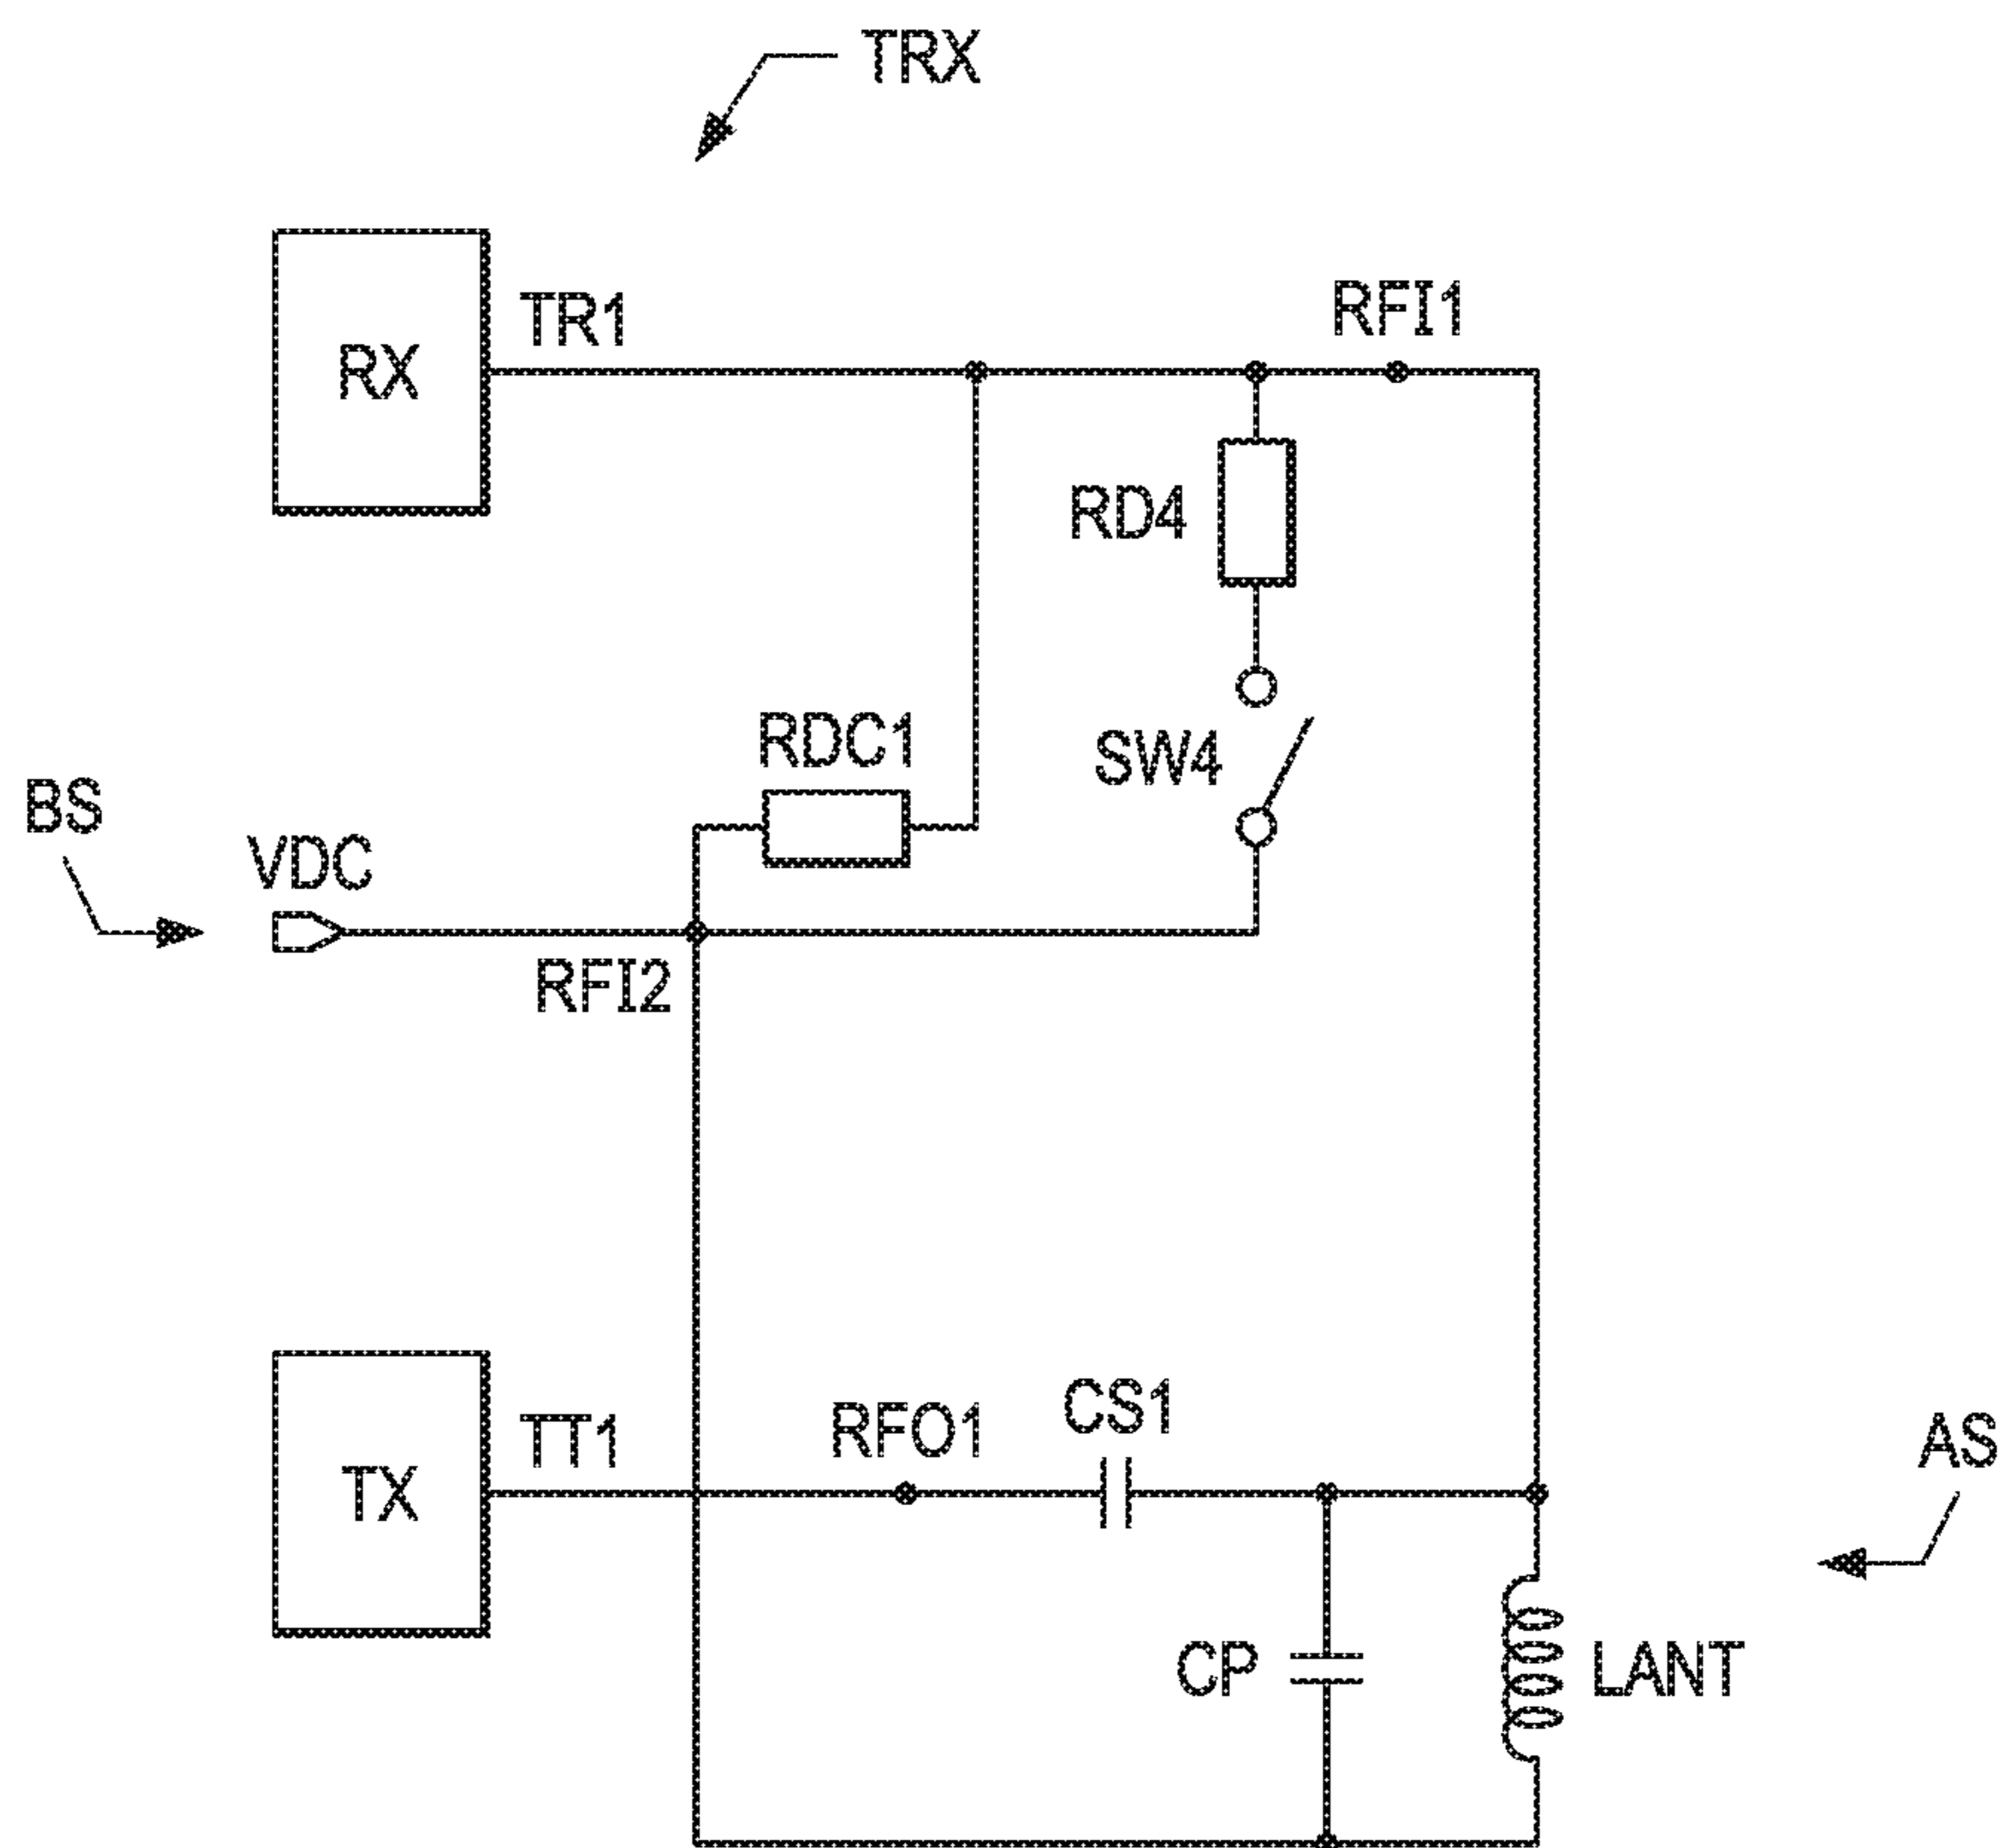 TRX
TR1
RFI1
RX
RD4
RDC1
SW4
BS
VDC
RFI2
CS1
RFO1
TT1
AS
TX
CP
LANT